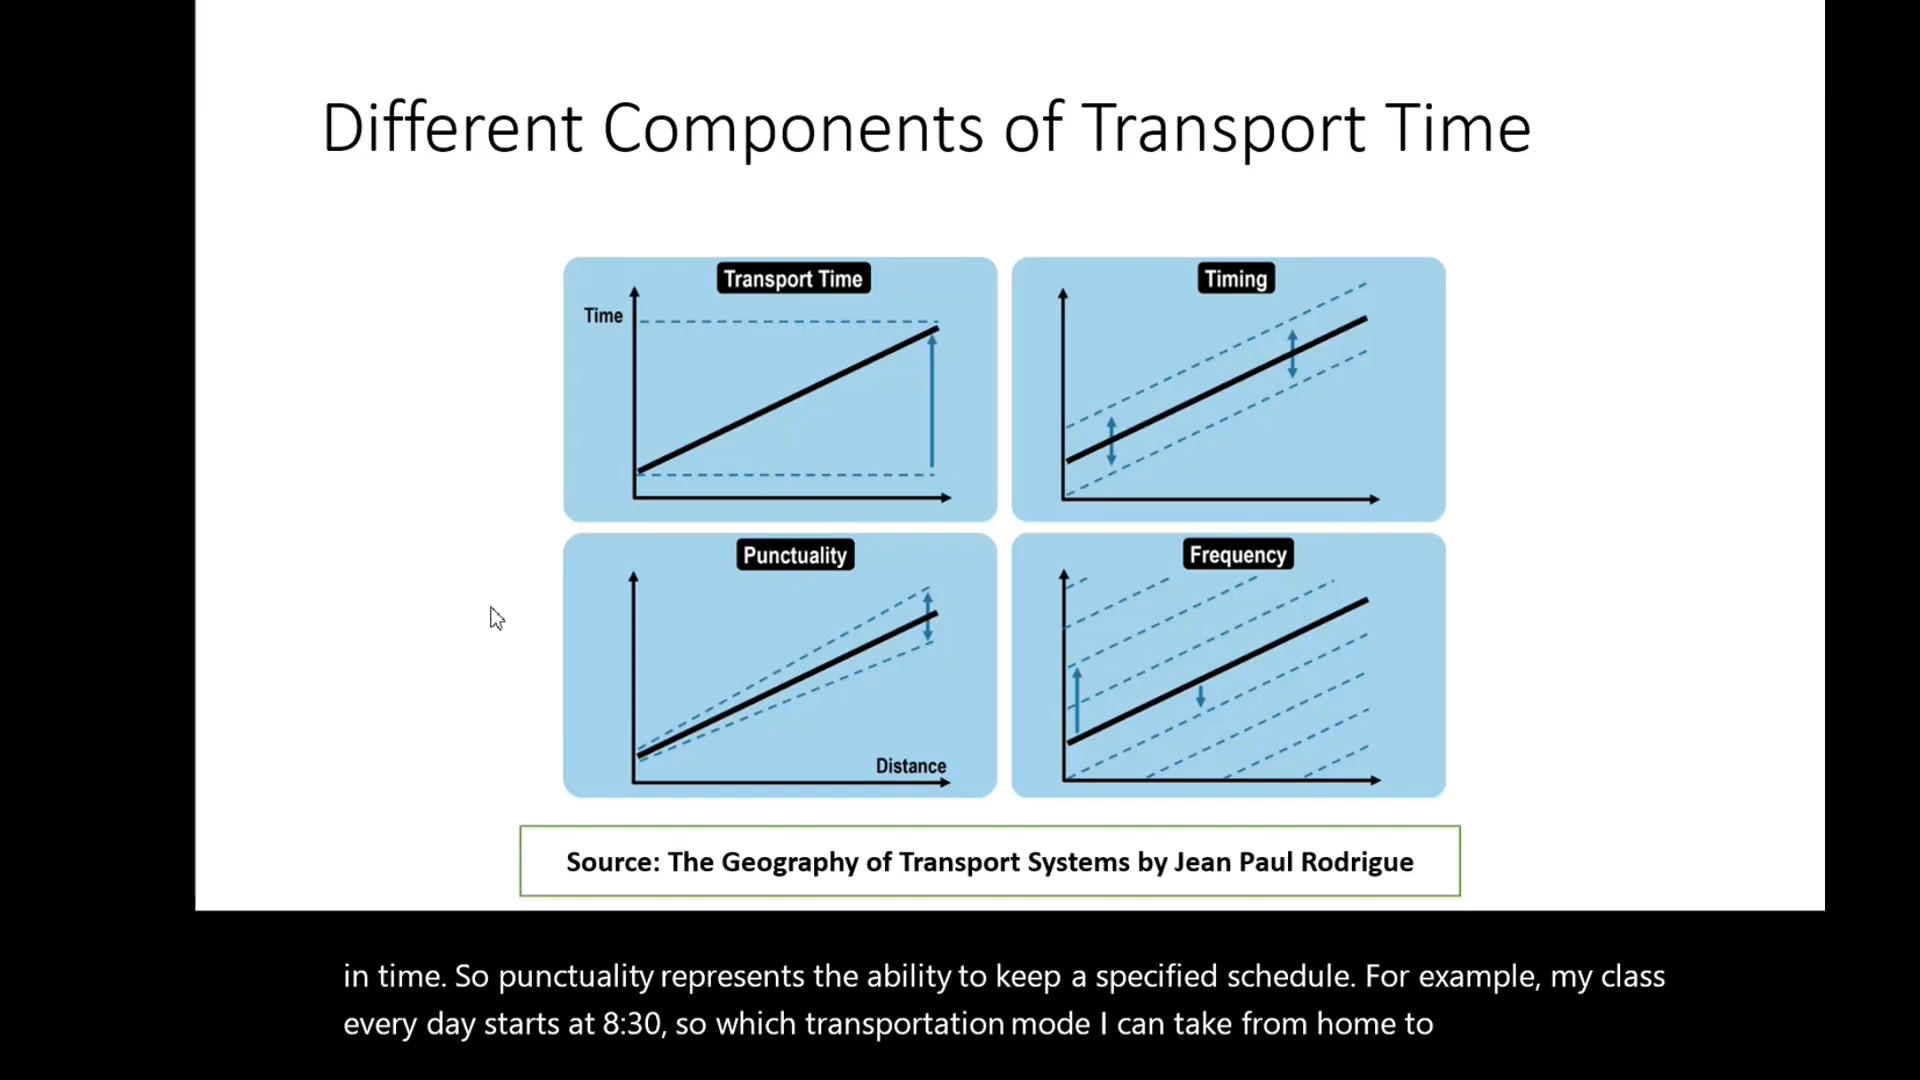 Different Components of Transport Time
Transport Time
Time
Timing
Punctuality
Distance
Frequency
Source: The Geography of Transport Systems by Jean Paul Rodrigue
in time. So punctuality represents the ability to keep a specified schedule. For example, my class
every day starts at 8:30, so which transportation mode I can take from home to